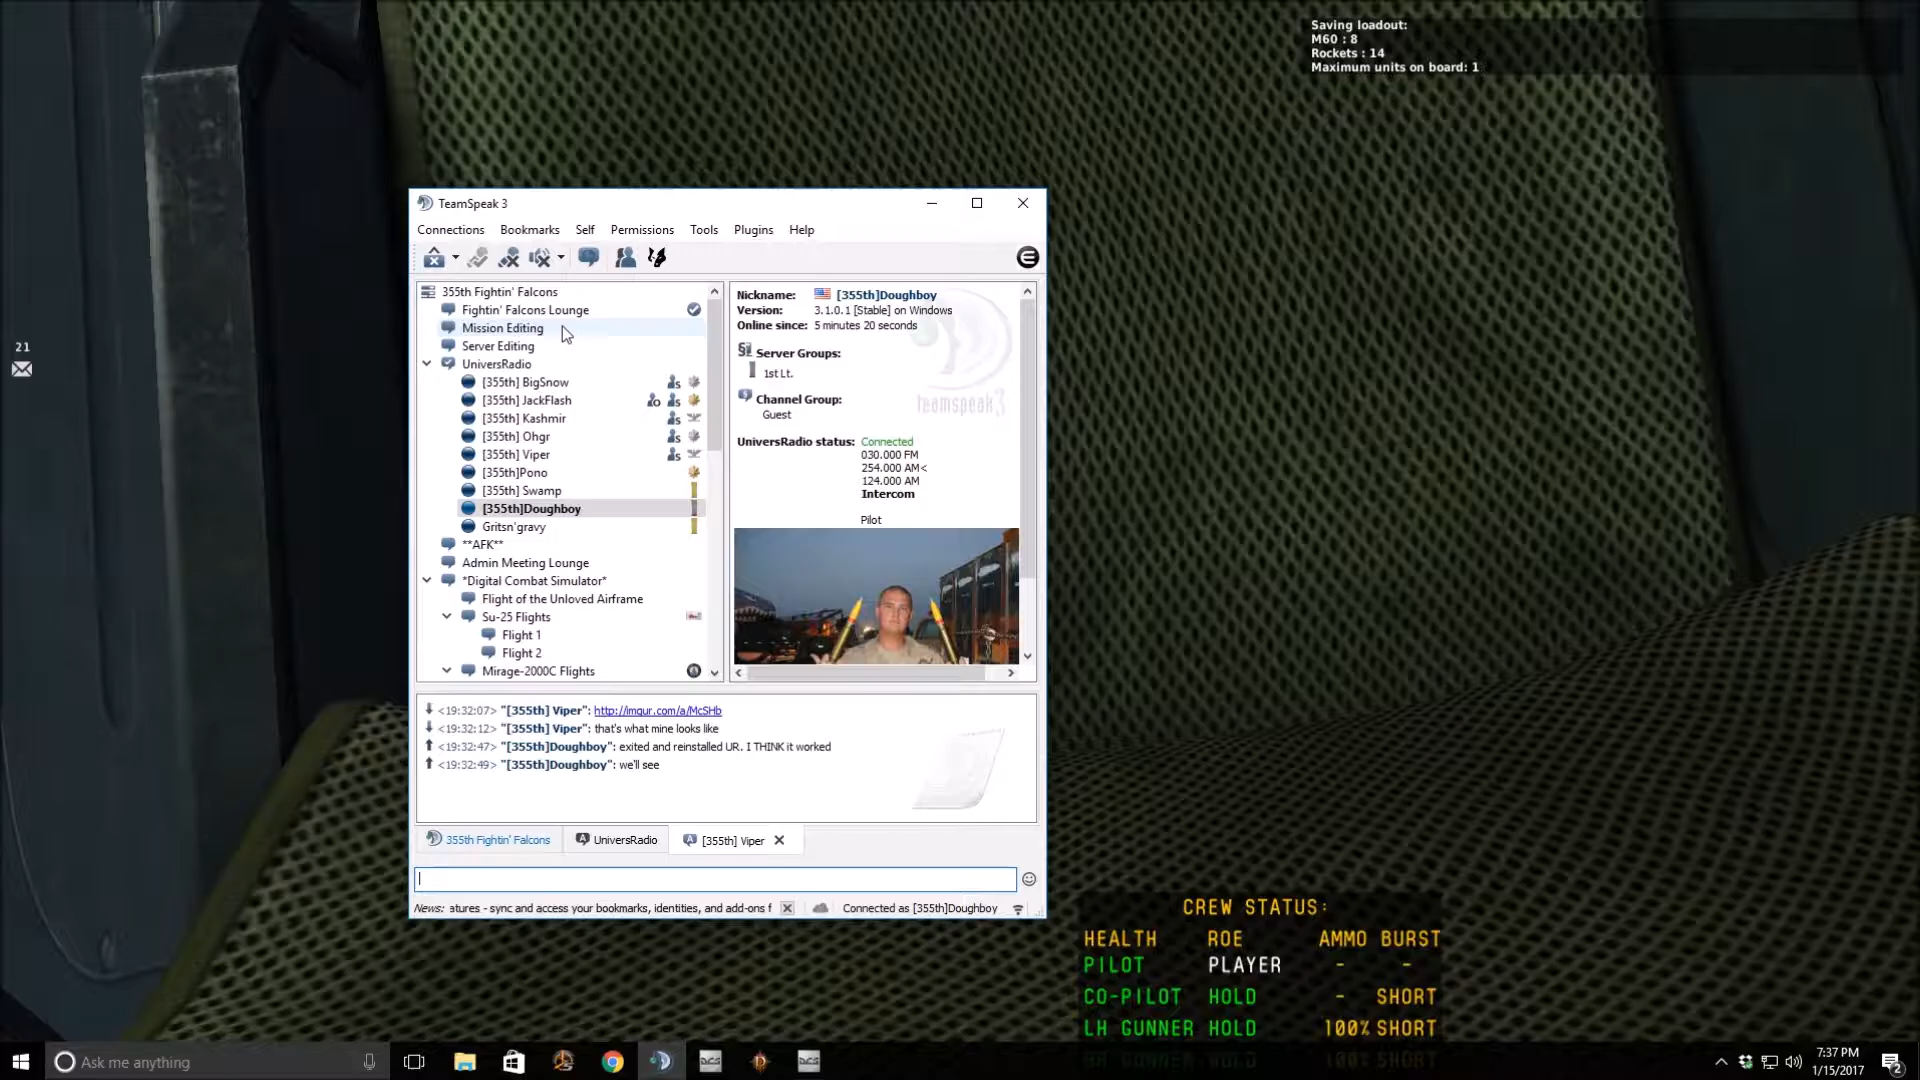 Saving loadout:
M60 : 8
Rockets : 14
Maximum units on board: 1
21
TeamSpeak 3
Connections Bookmarks Self Permissions Tools Plugins Help
355th Fightin' Falcons
Fightin' Falcons Lounge
Mission Editing
Server Editing
UniversRadio
[355th] BigSnow
[355th] JackFlash
[355th] Kashmir
[355th] Ohgr
[355th] Viper
[355th]Pono
[355th] Swamp
[355th]Doughboy
Gritsn'gravy
**AFK**
Admin Meeting Lounge
*Digital Combat Simulator*
Flight of the Unloved Airframe
Su-25 Flights
Flight 1
Flight 2
Mirage-2000C Flights
Nickname: [355th]Doughboy
Version: 3.1.0.1 [Stable] on Windows
Online since: 5 minutes 20 seconds
Server Groups:
1st Lt.
Channel Group:
Guest
teamspeak3
UniversRadio status: Connected
030.000 FM
254.000 AM<
124.000 AM
Intercom
Pilot
<19:32:07> "[355th] Viper": http://imgur.com/a/McSHb
<19:32:12> "[355th] Viper": that's what mine looks like
<19:32:47> "[355th]Doughboy": exited and reinstalled UR. I THINK it worked
<19:32:49> "[355th]Doughboy": we'll see
355th Fightin' Falcons UniversRadio [355th] Viper
News: atures - sync and access your bookmarks, identities, and add-ons f Connected as [355th]Doughboy
CREW STATUS:
HEALTH ROE AMMO BURST
PILOT PLAYER - -
CO-PILOT HOLD - SHORT
LH GUNNER HOLD 100% SHORT
Ask me anything
DCS
DCS
7:37 PM
1/15/2017
2